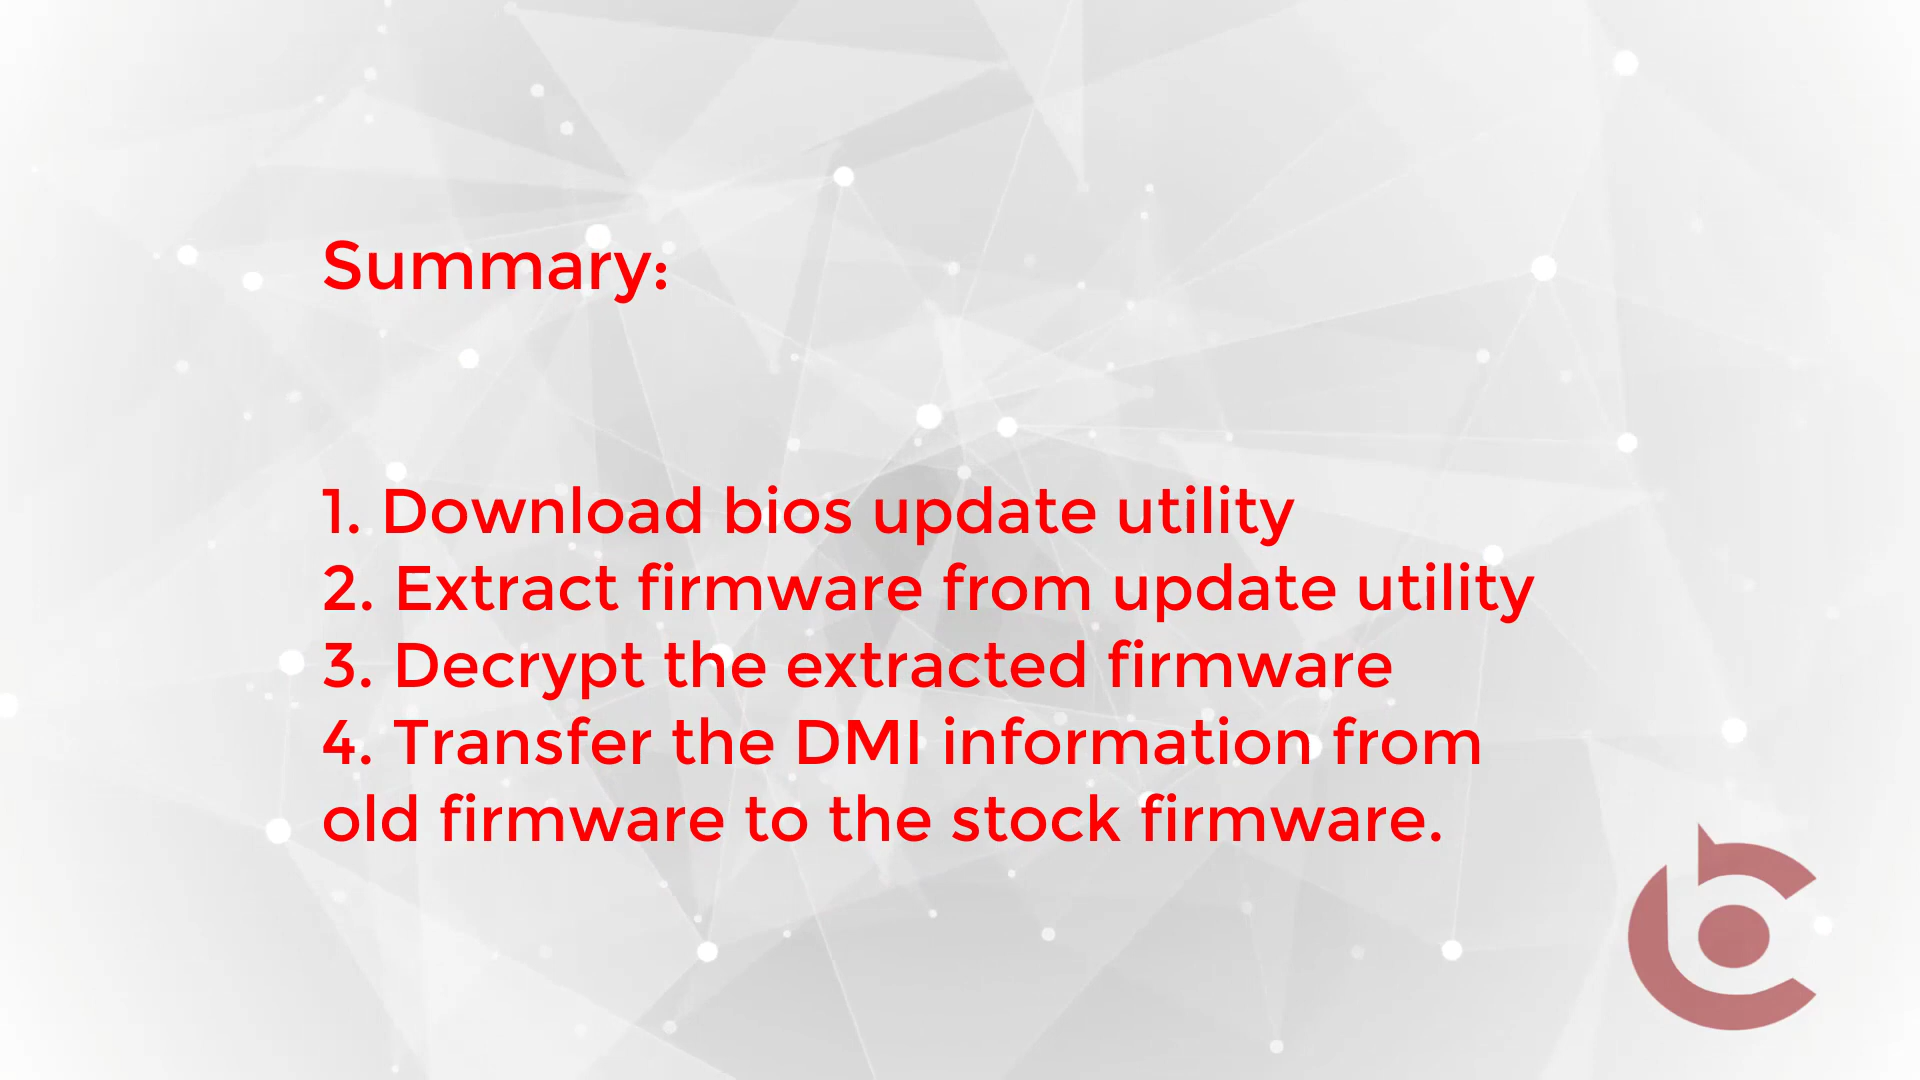 Summary:
1. Download bios update utility
2. Extract firmware from update utility
3. Decrypt the extracted firmware
4. Transfer the DMI information from
old firmware to the stock firmware.